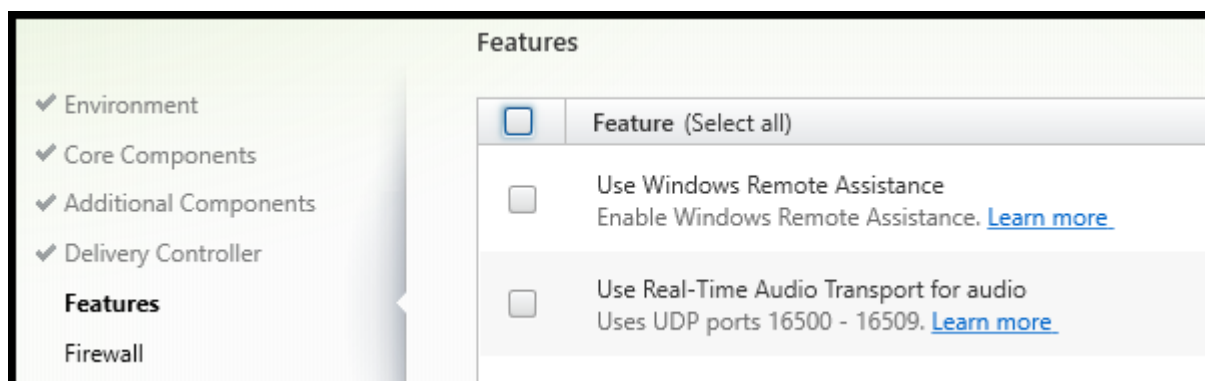 Features
Environment
Core Components
Additional Components
Delivery Controller
Features
Firewall
Feature (Select all)
Use Windows Remote Assistance
Enable Windows Remote Assistance. Learn more
Use Real-Time Audio Transport for audio
Uses UDP ports 16500 - 16509. Learn more